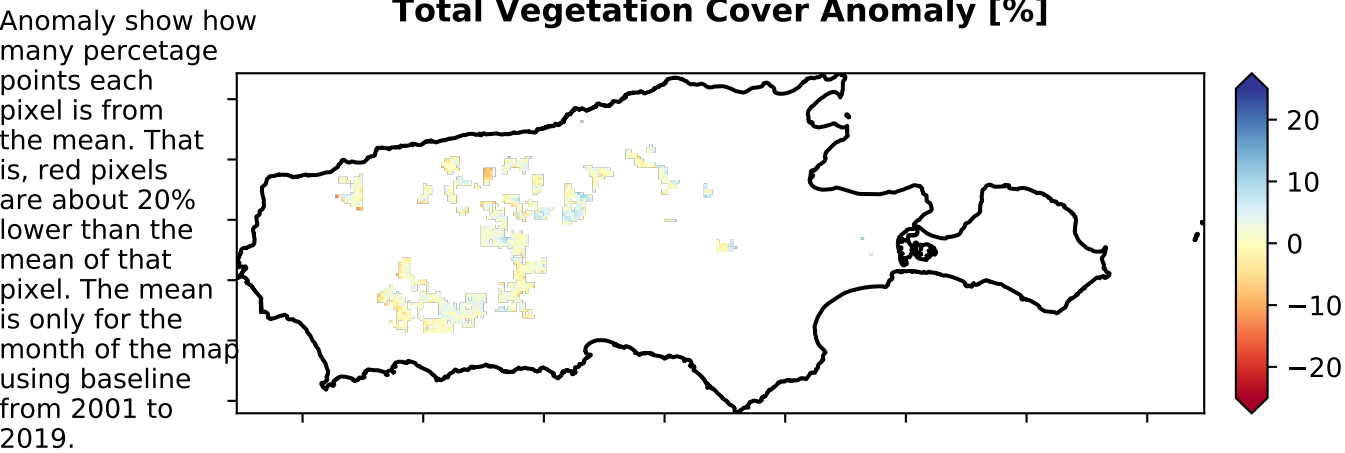 Total Vegetation Cover Anomaly [%]
Anomaly show how
many percetage
points each
pixel is from
the mean. That
is, red pixels
are about 20%
lower than the
mean of that
pixel. The mean
is only for the
month of the map
using baseline
from 2001 to
2019.
20
10
0
−10
−20